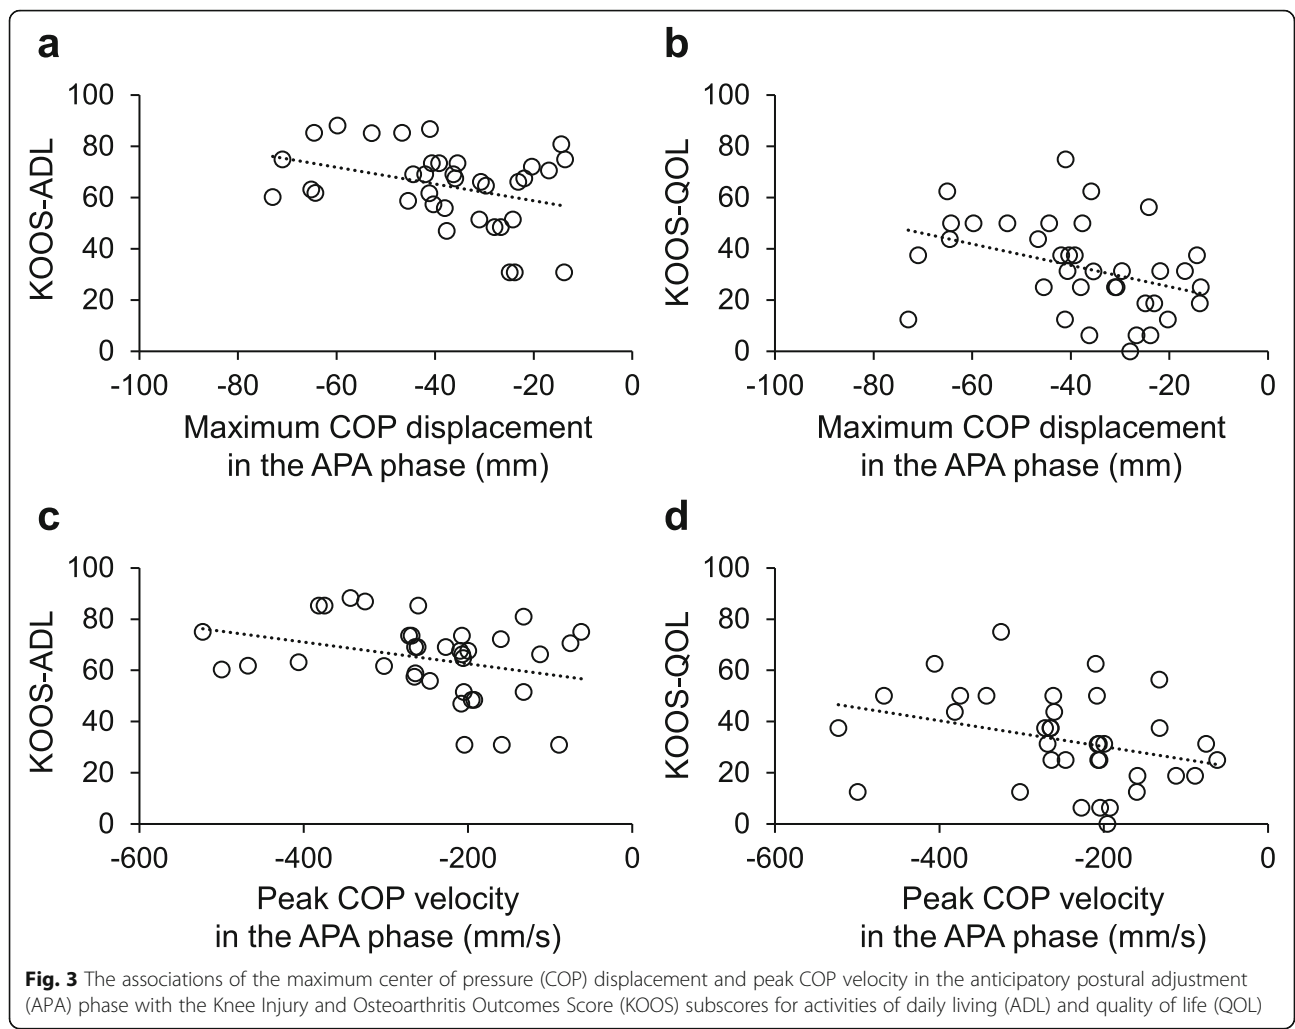 a
100
80
60
40
20
0
KOOS-ADL
-100 -80 -60 -40 -20 0
Maximum COP displacement
in the APA phase (mm)
b
100
80
60
40
20
0
KOOS-QOL
-100 -80 -60 -40 -20 0
Maximum COP displacement
in the APA phase (mm)
c
100
80
60
40
20
0
KOOS-ADL
-600 -400 -200 0
Peak COP velocity
in the APA phase (mm/s)
d
100
80
60
40
20
0
KOOS-QOL
-600 -400 -200 0
Peak COP velocity
in the APA phase (mm/s)
Fig. 3 The associations of the maximum center of pressure (COP) displacement and peak COP velocity in the anticipatory postural adjustment
(APA) phase with the Knee Injury and Osteoarthritis Outcomes Score (KOOS) subscores for activities of daily living (ADL) and quality of life (QOL)